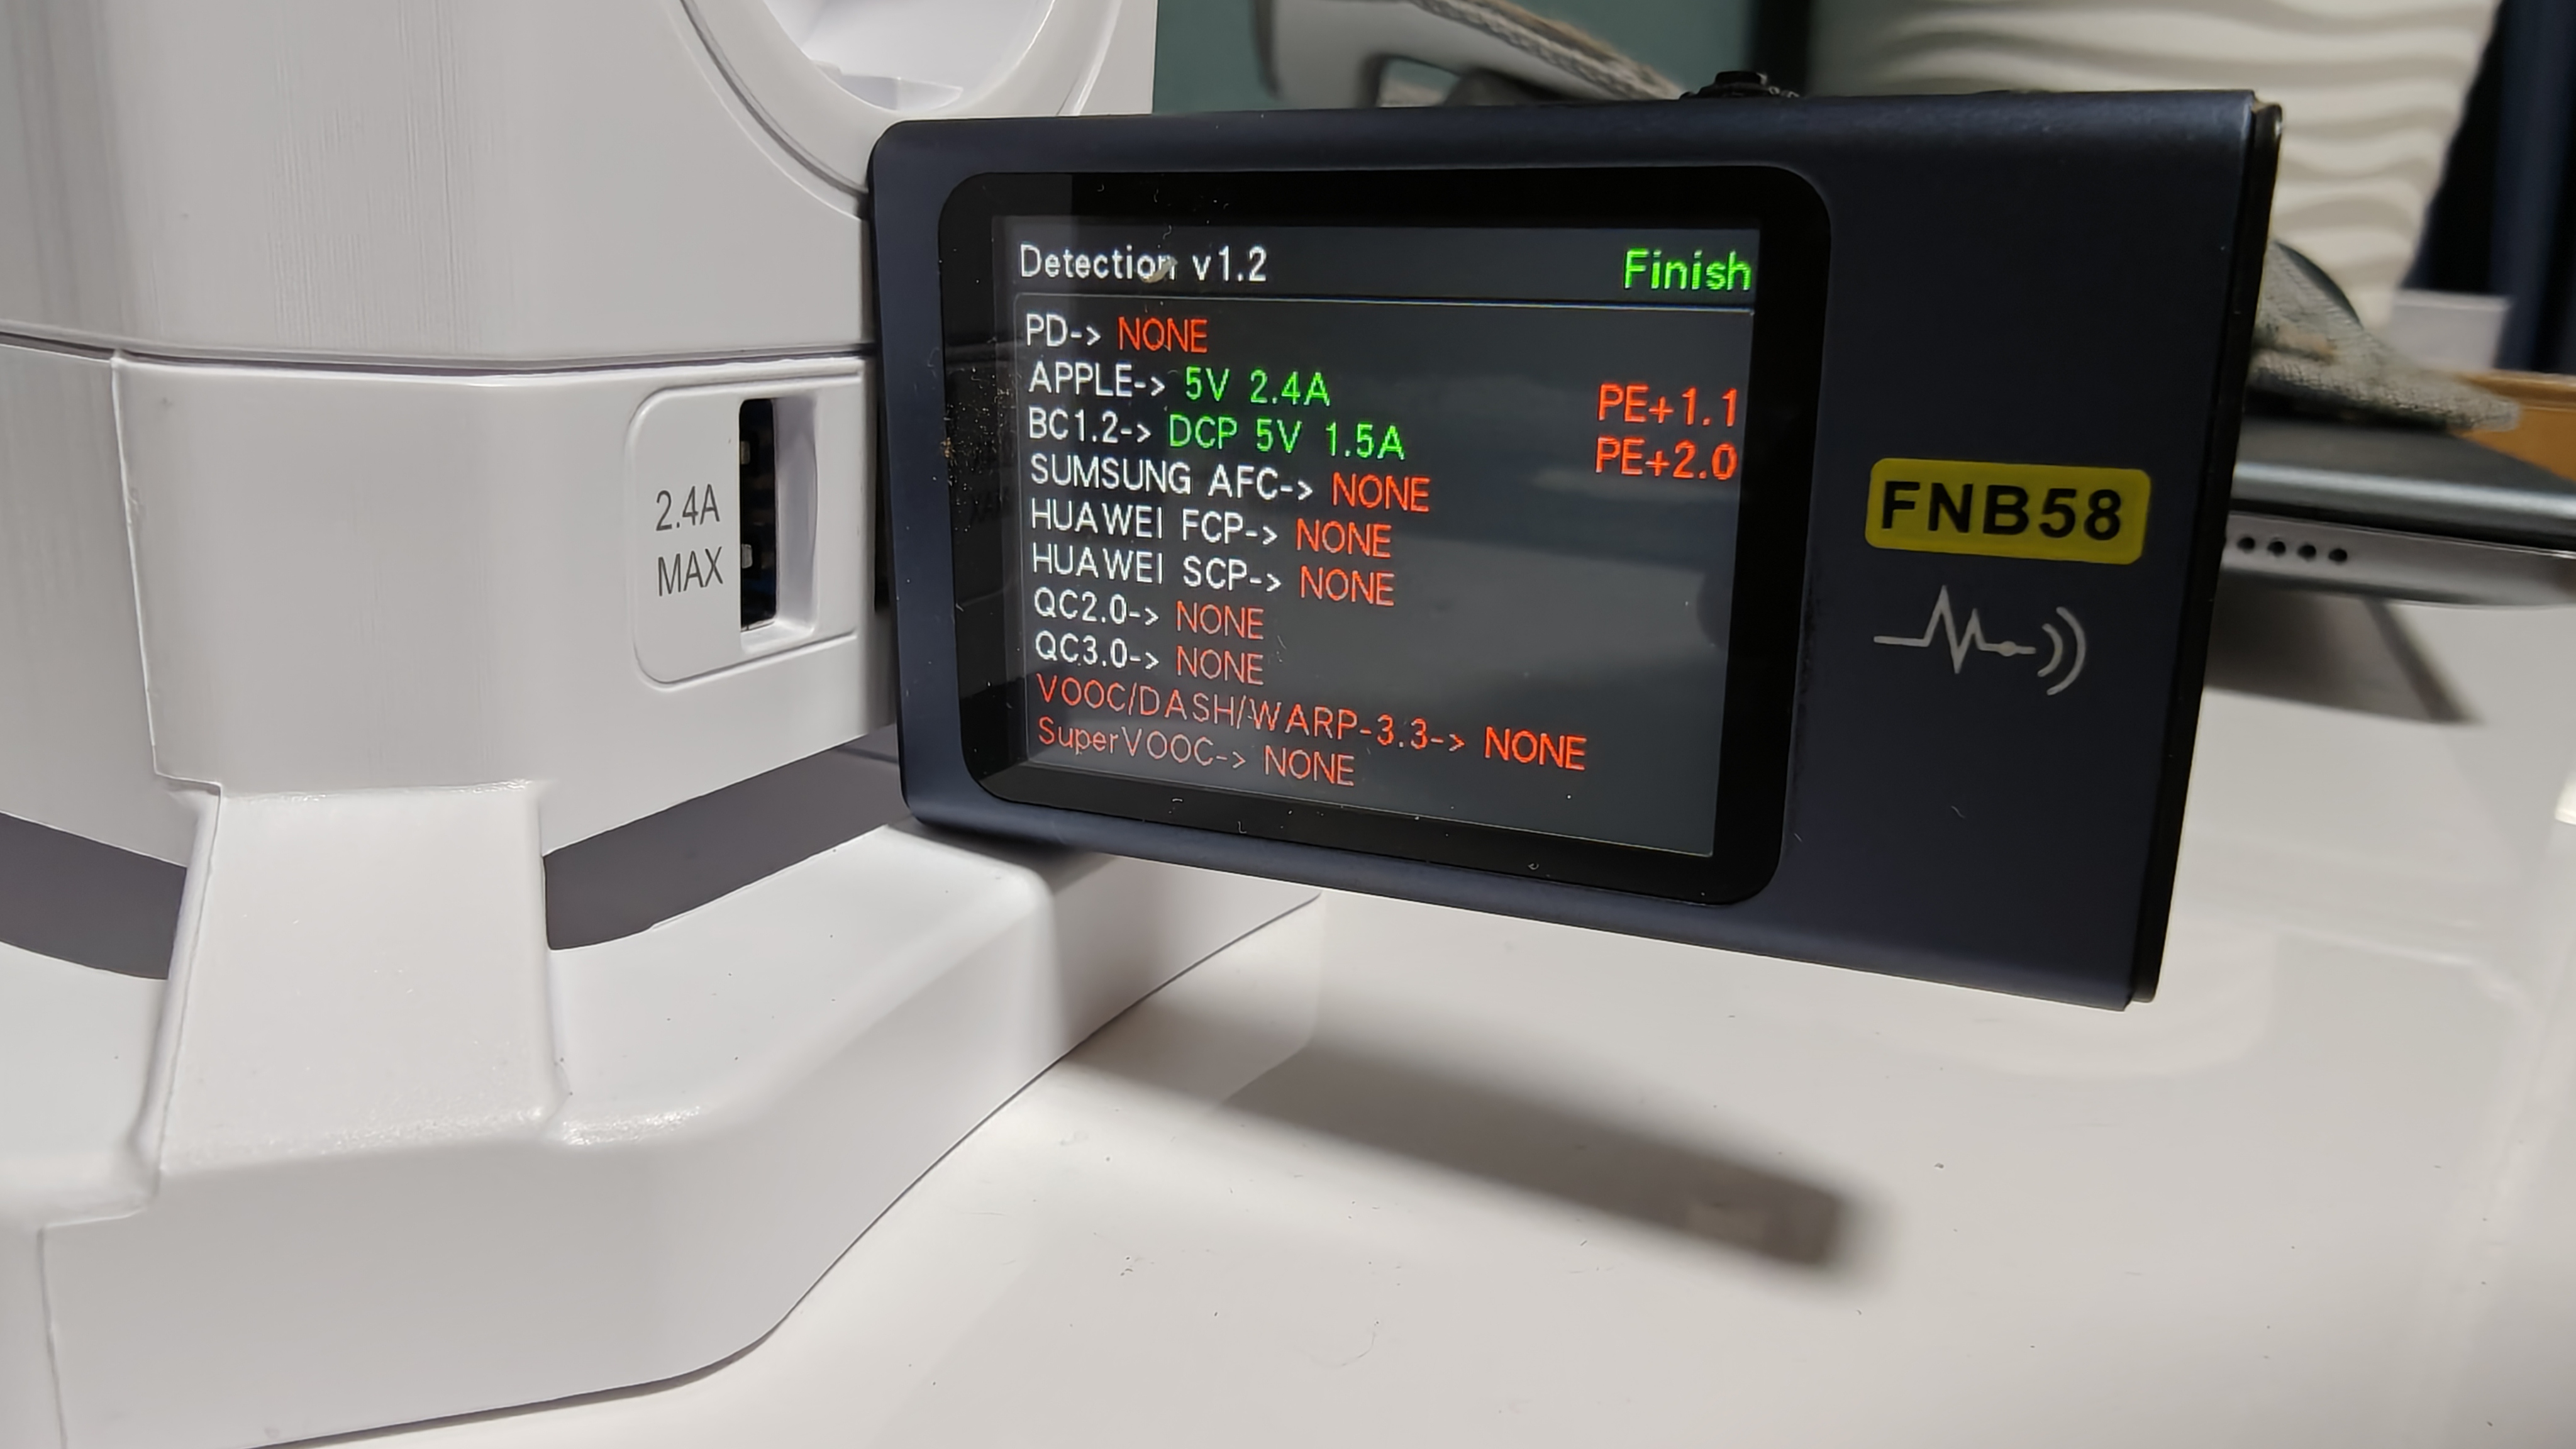 2.4A
MAX
Detection v1.2
Finish
PD-> NONE
APPLE-> 5V 2.4A
BC1.2-> DCP 5V 1.5A
SUMSUNG AFC-> NONE
HUAWEI FCP-> NONE
HUAWEI SCP-> NONE
QC2.0-> NONE
QC3.0-> NONE
VOOC/DASH/WARP-3.3-> NONE
SuperVOOC-> NONE
PE+1.1
PE+2.0
FNB58